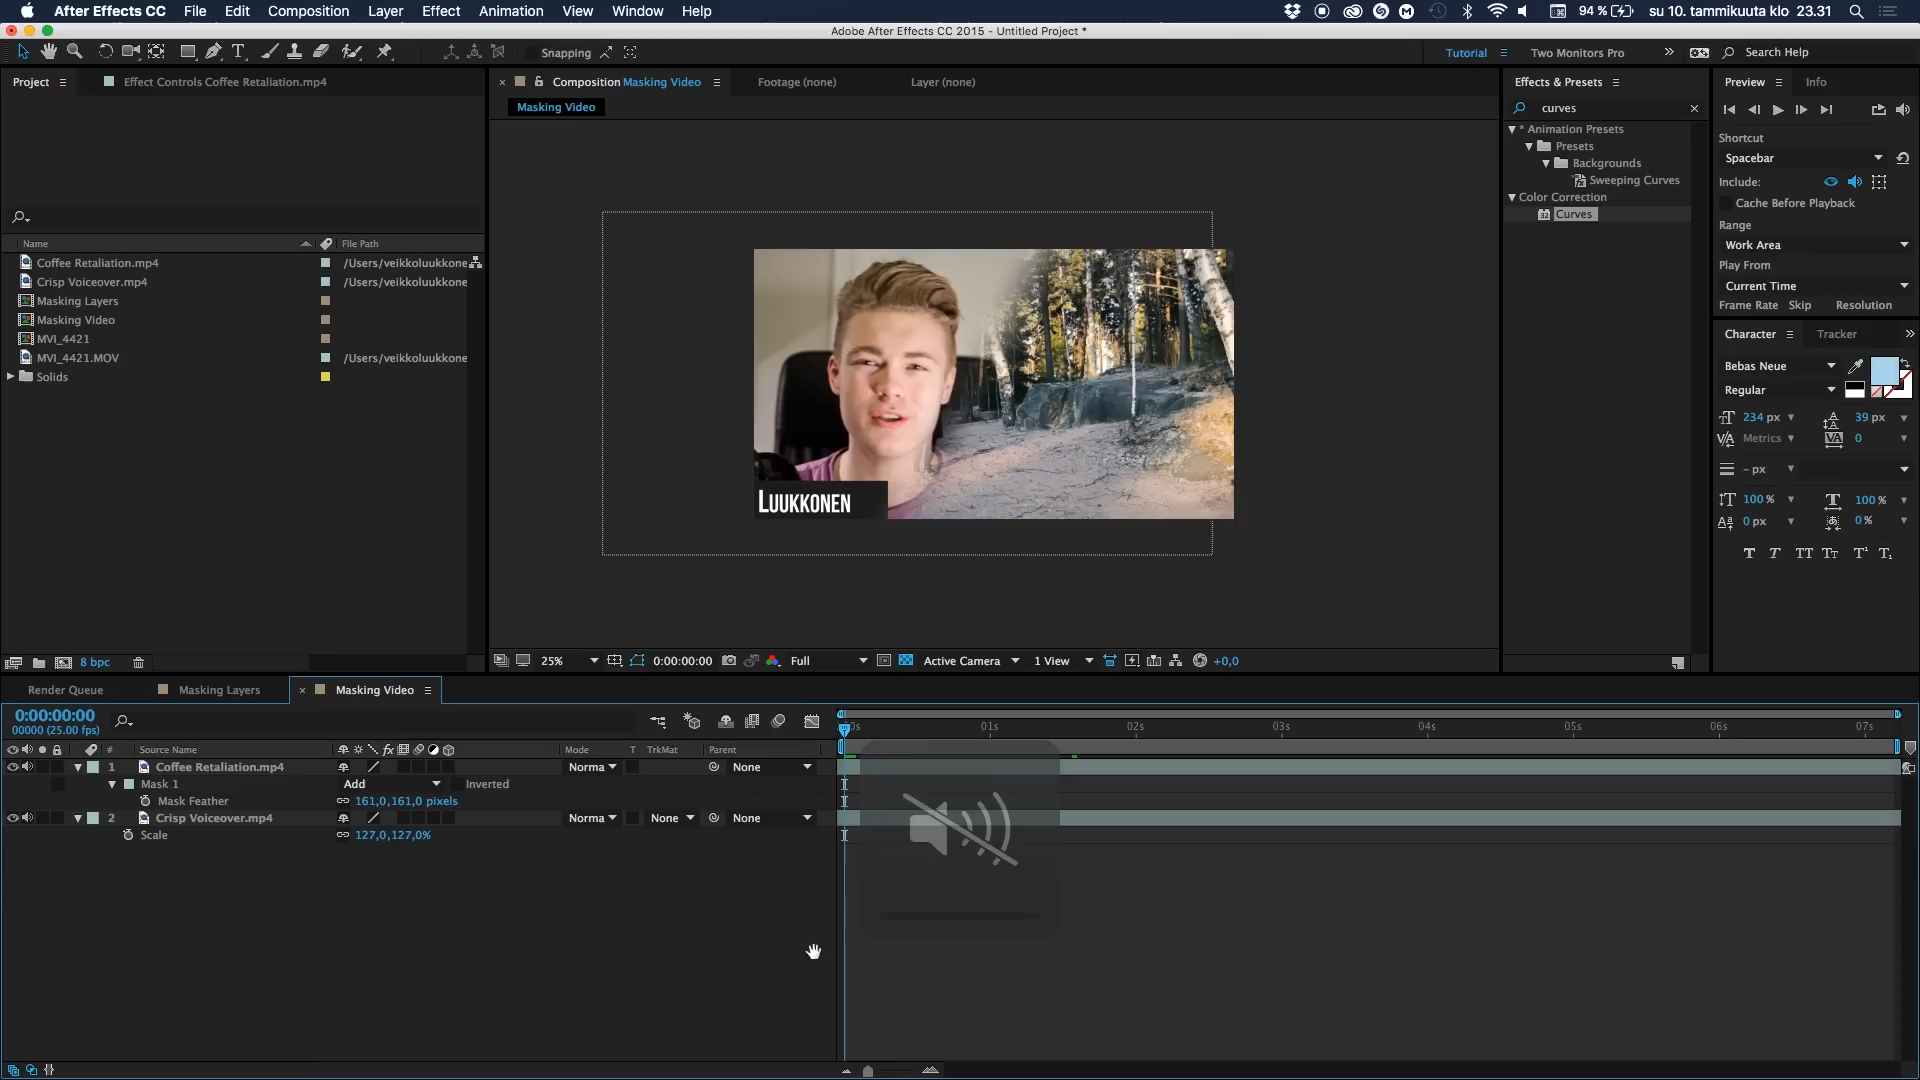 After Effects CC File Edit Composition Layer Effect Animation View Window Help 94 % su 10. tammikuuta klo 23.31
Adobe After Effects CC 2015 - Untitled Project *
Snapping Tutorial Two Monitors Pro Search Help
Project Effect Controls Coffee Retaliation.mp4 Composition Masking Video Footage (none) Layer (none) Effects & Presets Preview Info
Masking Video
curves
* Animation Presets
Presets
Backgrounds
Sweeping Curves
Color Correction
Curves
Shortcut
Spacebar
Include:
Cache Before Playback
Range
Work Area
Play From
Current Time
Frame Rate Skip Resolution
Character Tracker
Bebas Neue
Regular
234 px 39 px
Metrics 0
- px
100 % 100 %
0 px 0 %
T T TT Tт T¹ T₁
Name File Path
Coffee Retaliation.mp4 /Users/veikkoluukkone
Crisp Voiceover.mp4 /Users/veikkoluukkone
Masking Layers
Masking Video
MVI_4421
MVI_4421.MOV /Users/veikkoluukkone
Solids
LUUKKONEN
8 bpc 25% 0:00:00:00 Full Active Camera 1 View +0,0
Render Queue Masking Layers Masking Video
0:00:00:00
00000 (25.00 fps)
01s 02s 03s 04s 05s 06s 07s
# Source Name Mode T TrkMat Parent
1 Coffee Retaliation.mp4 Norma None
Mask 1 Add Inverted
Mask Feather 161,0,161,0 pixels
2 Crisp Voiceover.mp4 Norma None None
Scale 127,0,127,0%